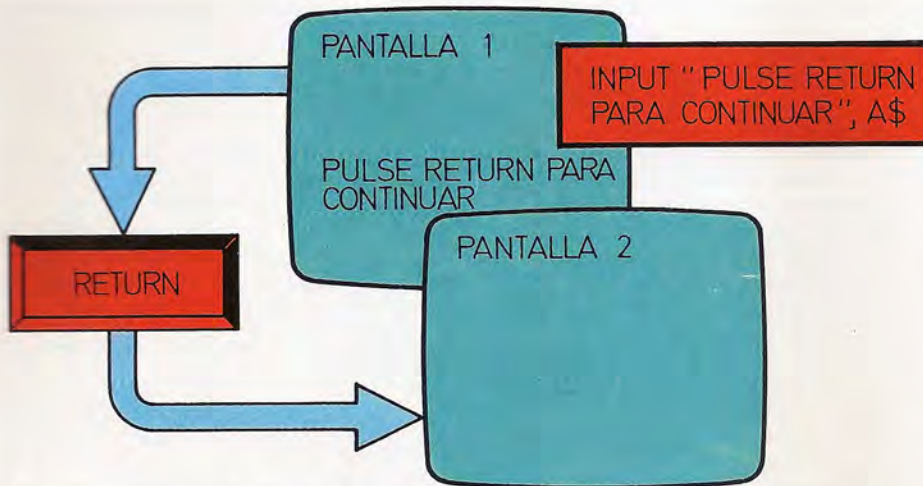 PANTALLA 1
INPUT " PULSE RETURN
PARA CONTINUAR", A$
PULSE RETURN PARA
CONTINUAR
RETURN
PANTALLA 2